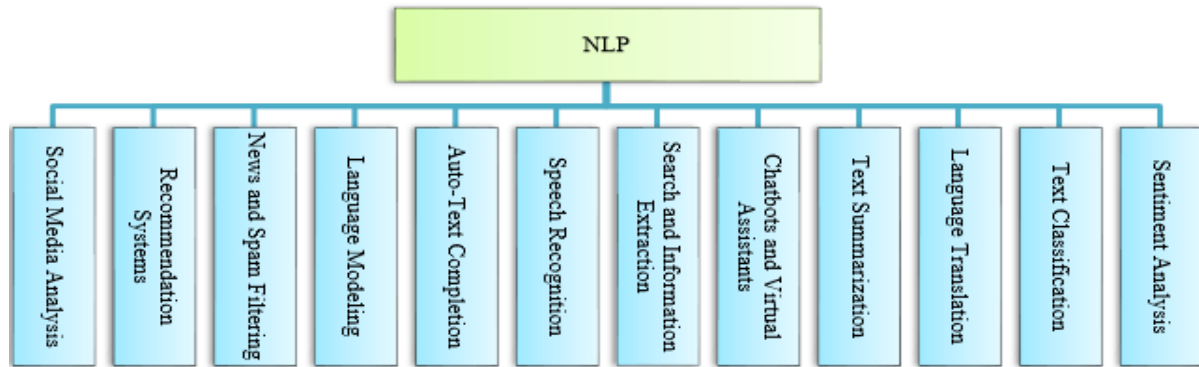 NLP
Social Media Analysis
Recommendation
Systems
News and Spam Filtering
Language Modeling
Auto-Text Completion
Speech Recognition
Search and Information
Extraction
Chatbots and Virtual
Assistants
Text Summarization
Language Translation
Text Classification
Sentiment Analysis